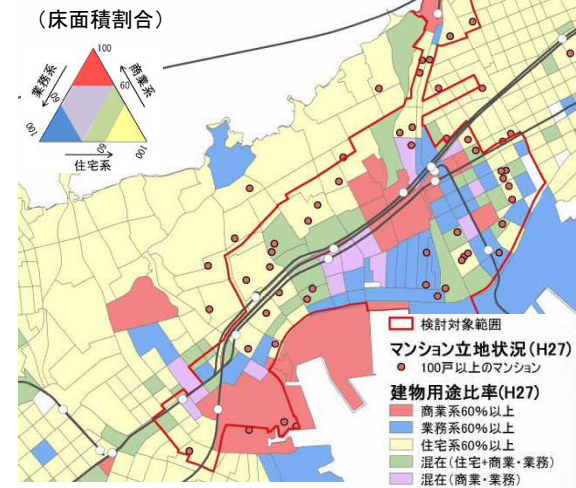 (床面積割合)
100
業務系
商業系
60
60
100
60
100
住宅系
検討対象範囲
マンション立地状況(H27)
100戸以上のマンション
建物用途比率(H27)
商業系60%以上
業務系60%以上
住宅系60%以上
混在(住宅+商業・業務)
混在(商業・業務)